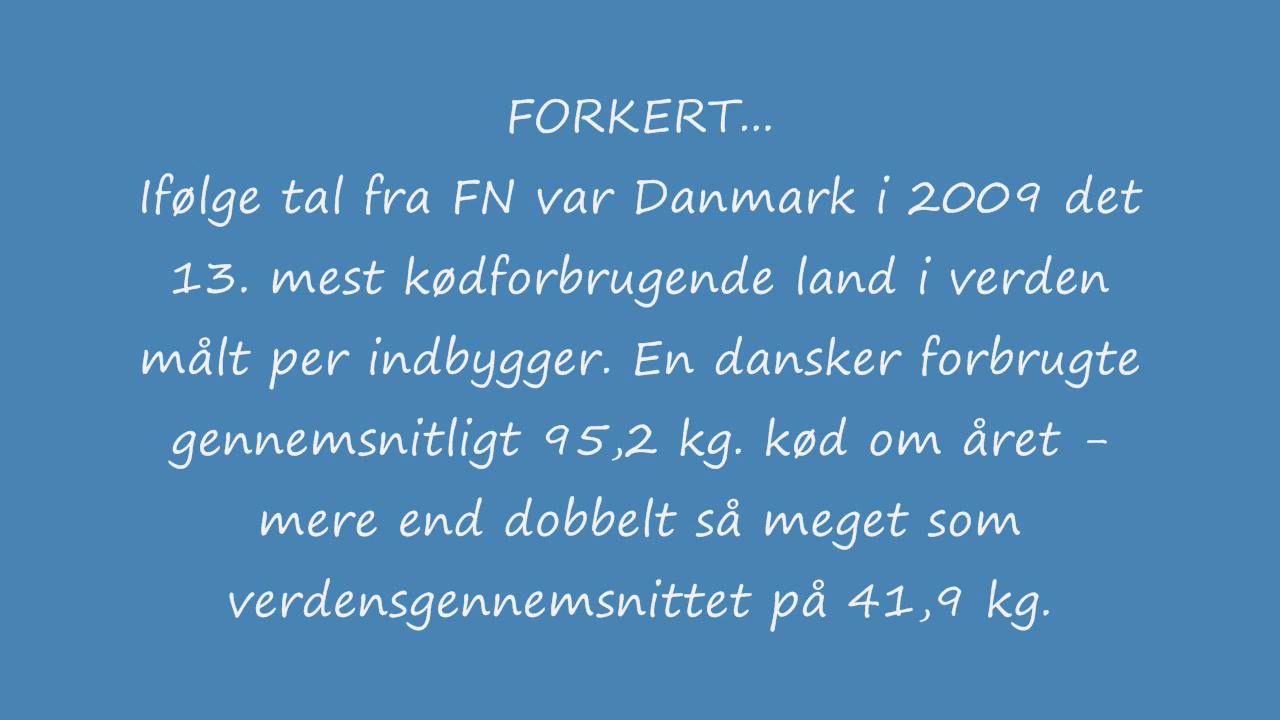 FORKERT...
Ifølge tal fra FN var Danmark i 2009 det
13. mest kødforbrugende land i verden
målt per indbygger. En dansker forbrugte
gennemsnitligt 95,2 kg. kød om året -
mere end dobbelt så meget som
verdensgennemsnittet på 41,9 kg.